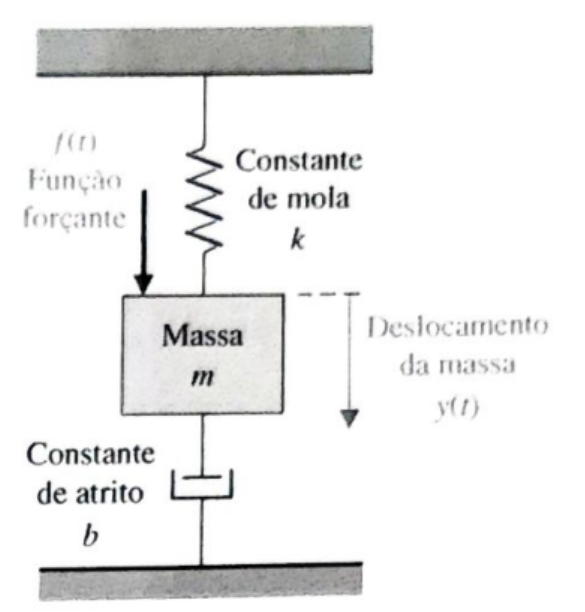 f(t)
Função
forçante
Constante
de mola
k
Massa
m
Deslocamento
da massa
y(t)
Constante
de atrito
b